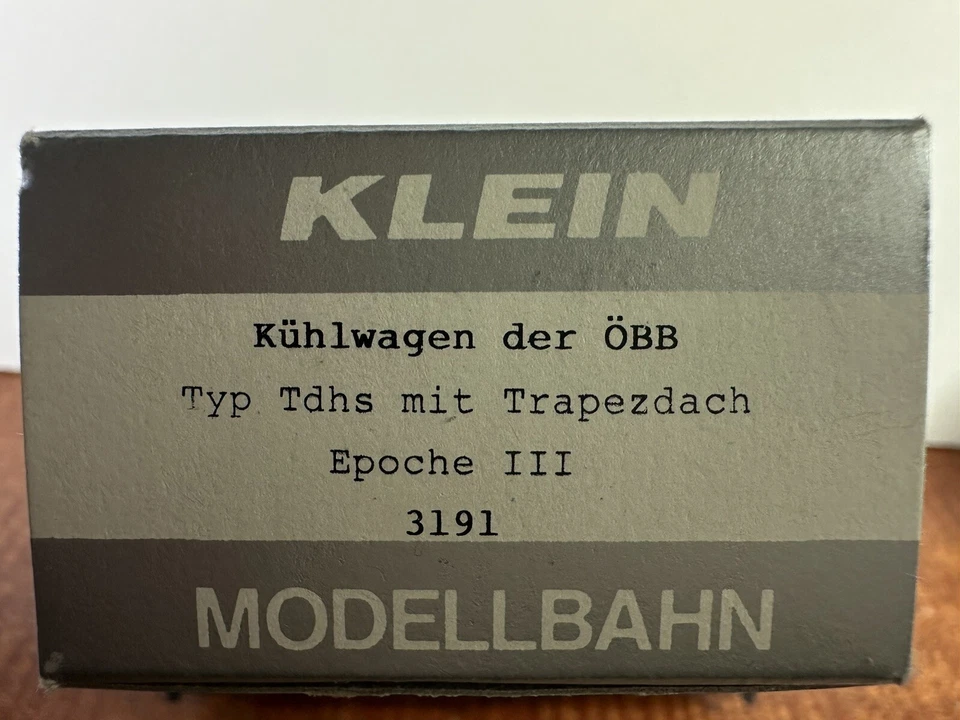 KLEIN
Kühlwagen der ÖBB
Typ Tdhs mit Trapezdach
Epoche III
3191
MODELLBAHN